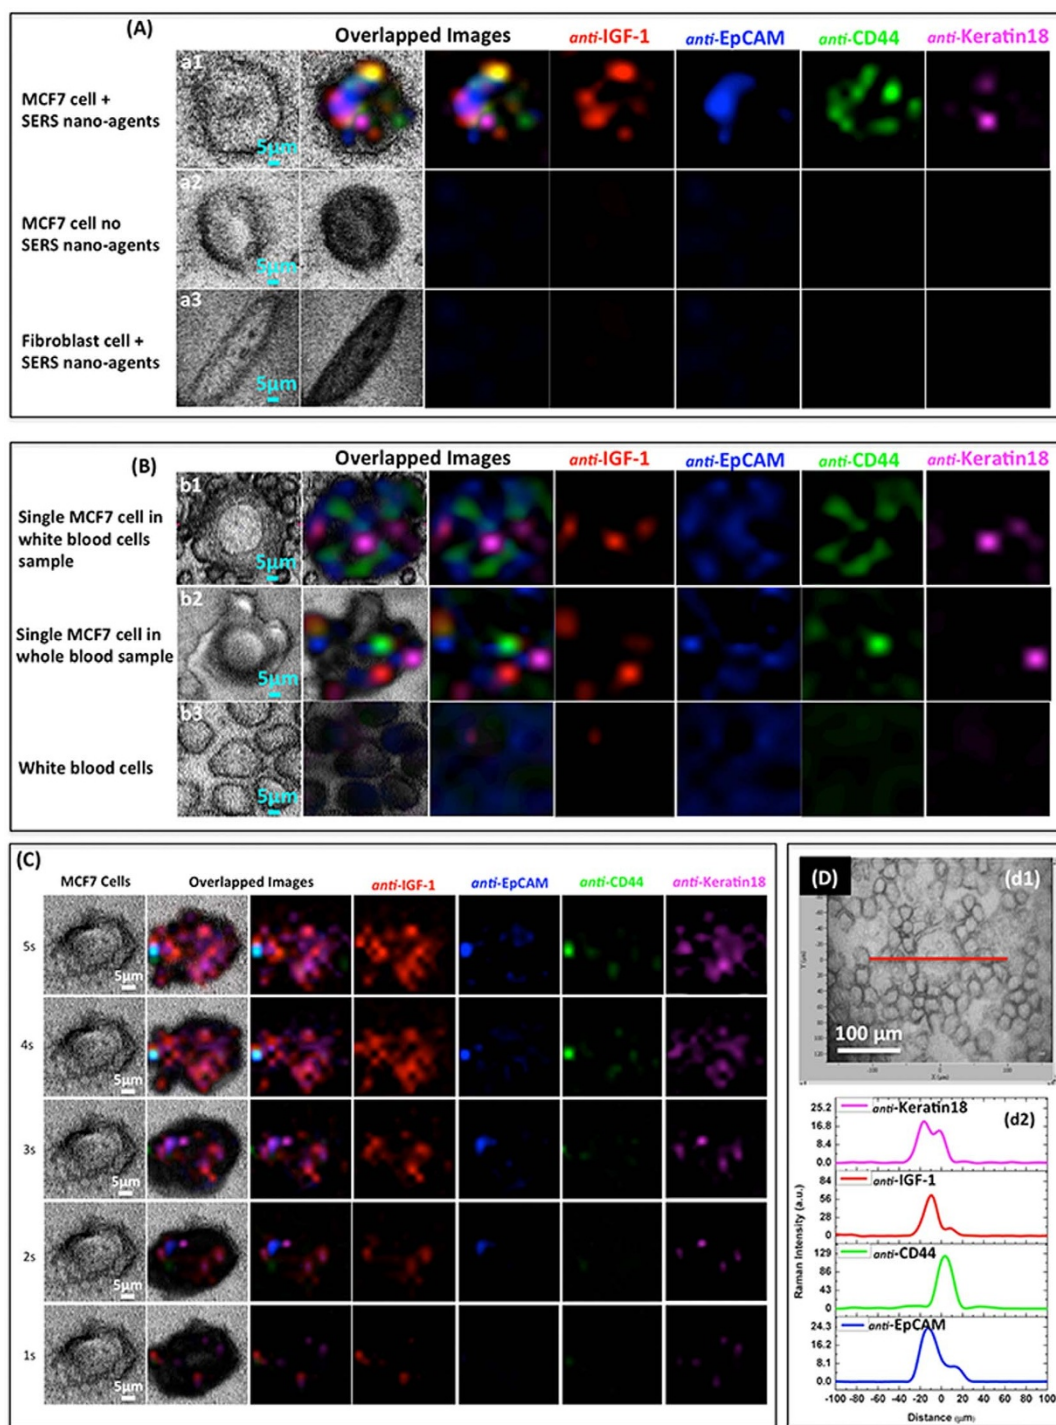 (A)
Overlapped Images anti-IGF-1 anti-EpCAM anti-CD44 anti-Keratin18
MCF7 cell +
SERS nano-agents
a1
5µm
MCF7 cell no
SERS nano-agents
a2
5µm
Fibroblast cell +
SERS nano-agents
a3
5µm
(B)
Overlapped Images anti-IGF-1 anti-EpCAM anti-CD44 anti-Keratin18
Single MCF7 cell in
white blood cells
sample
b1
5µm
Single MCF7 cell in
whole blood sample
b2
5µm
White blood cells
b3
5µm
(C)
MCF7 Cells Overlapped Images anti-IGF-1 anti-EpCAM anti-CD44 anti-Keratin18
5s
5µm
4s
5µm
3s
5µm
2s
5µm
1s
5µm
(D)
(d1)
100 µm
-100 0 100
X (µm)
(d2)
anti-Keratin18
25.2
16.8
8.4
0.0
anti-IGF-1
84
56
28
0
anti-CD44
129
86
43
0
anti-EpCAM
24.3
16.2
8.1
0.0
Raman Intensity (a.u.)
-100 -80 -60 -40 -20 0 20 40 60 80 100
Distance (µm)